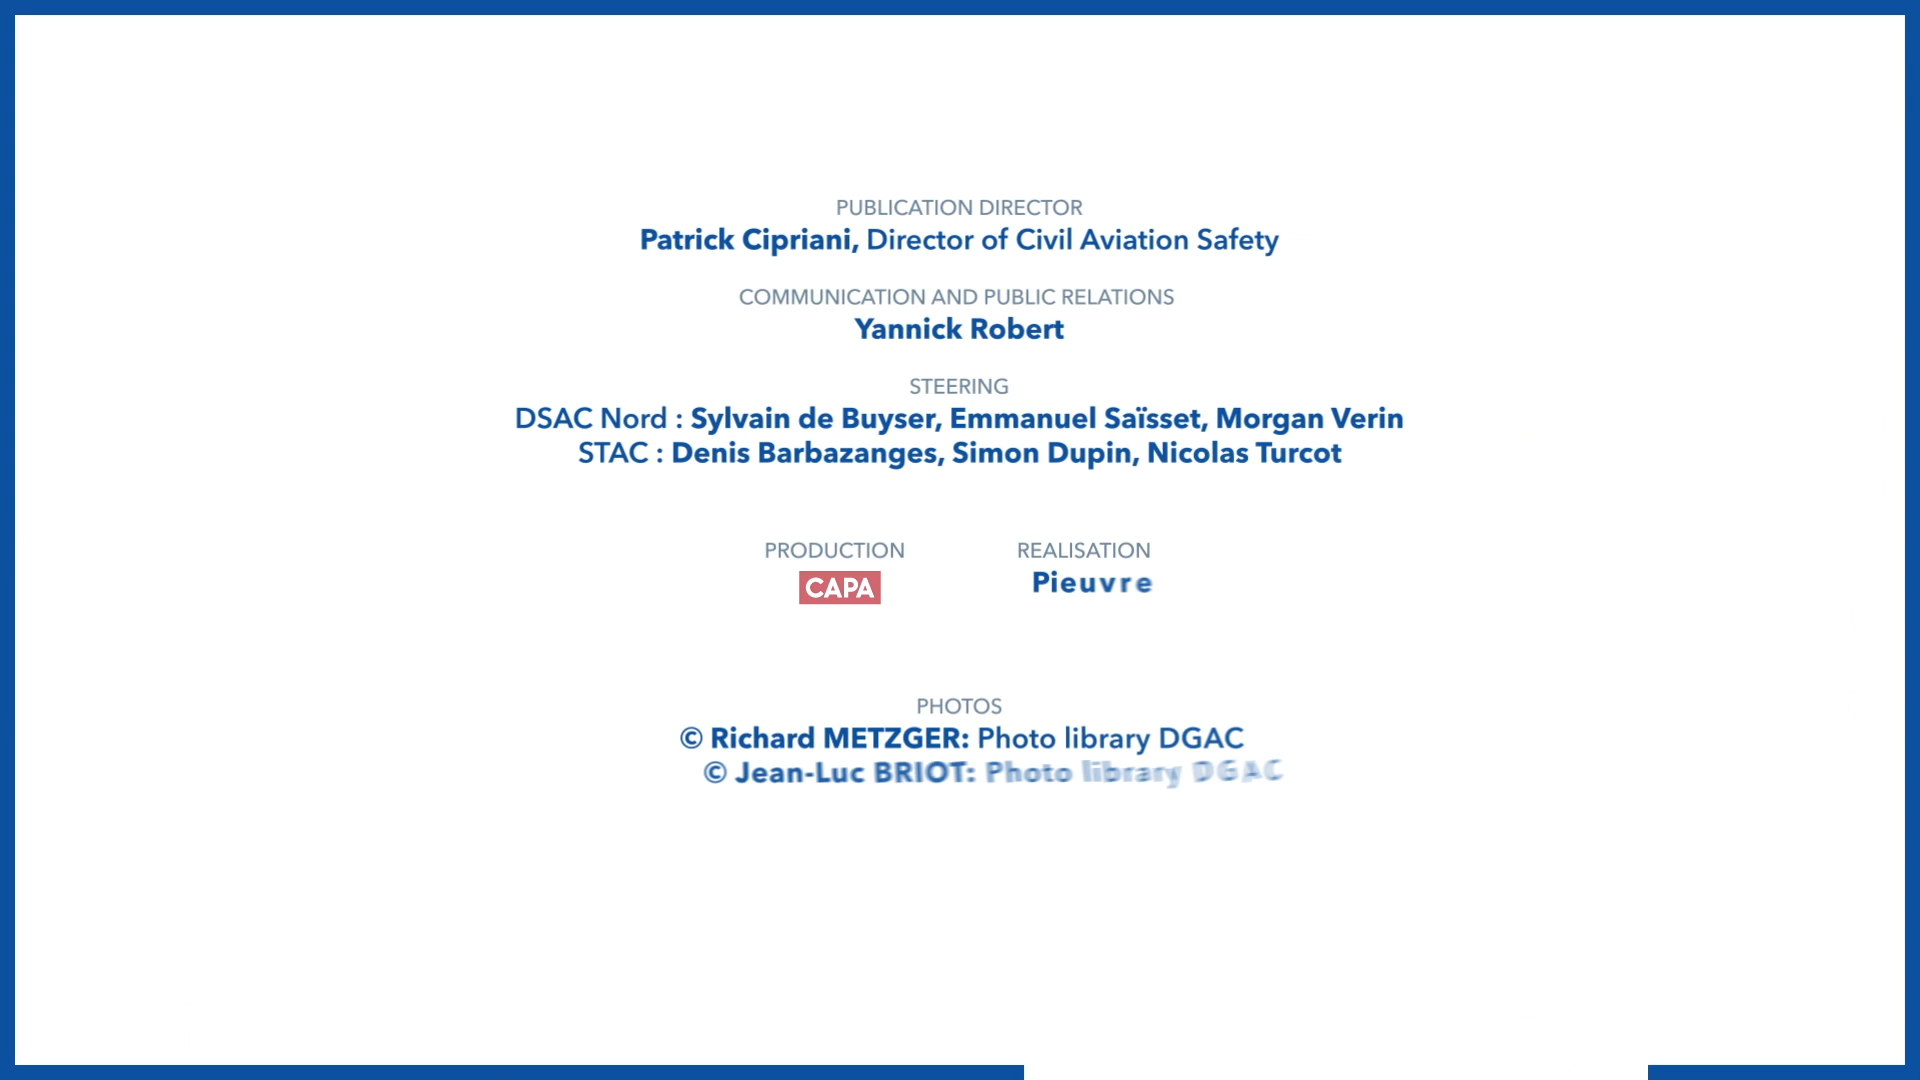 PUBLICATION DIRECTOR
Patrick Cipriani, Director of Civil Aviation Safety
COMMUNICATION AND PUBLIC RELATIONS
Yannick Robert
STEERING
DSAC Nord : Sylvain de Buyser, Emmanuel Saïsset, Morgan Verin
STAC : Denis Barbazanges, Simon Dupin, Nicolas Turcot
PRODUCTION
CAPA
REALISATION
Pieuvre
PHOTOS
© Richard METZGER: Photo library DGAC
© Jean-Luc BRIOT: Photo library DGAC